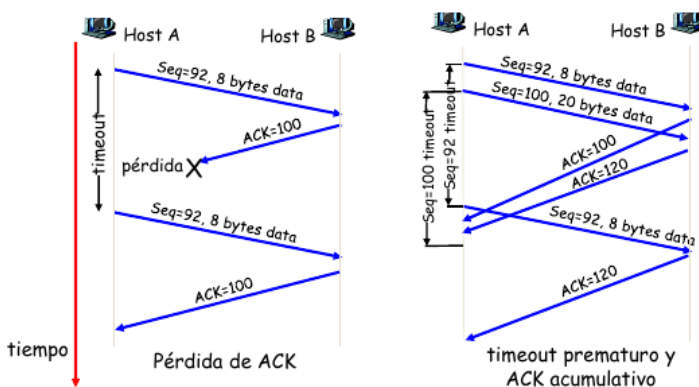 Host A
Host B
Seq=92, 8 bytes data
timeout
ACK=100
pérdida
X
Seq=92, 8 bytes data
ACK=100
tiempo
Pérdida de ACK
Host A
Host B
Seq=92, 8 bytes data
Seq=100, 20 bytes data
Seq=100 timeout
Seq=92 timeout
ACK=100
ACK=120
Seq=92, 8 bytes data
ACK=120
timeout prematuro y
ACK acumulativo